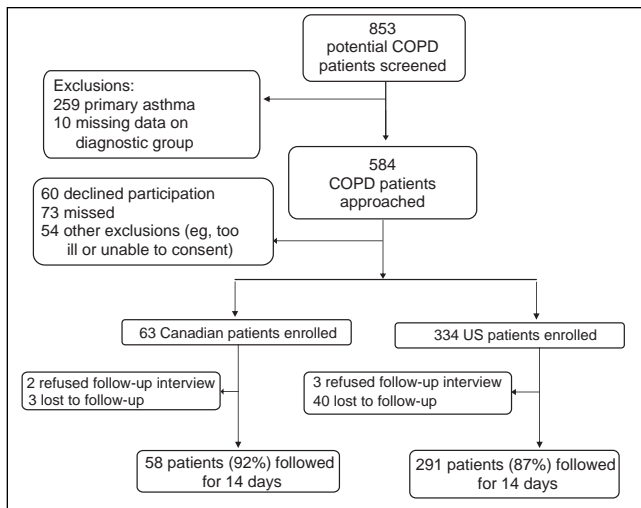 853
potential COPD
patients screened
Exclusions:
259 primary asthma
10 missing data on
diagnostic group
584
COPD patients
approached
60 declined participation
73 missed
54 other exclusions (eg, too
ill or unable to consent)
63 Canadian patients enrolled
334 US patients enrolled
2 refused follow-up interview
3 lost to follow-up
3 refused follow-up interview
40 lost to follow-up
58 patients (92%) followed
for 14 days
291 patients (87%) followed
for 14 days